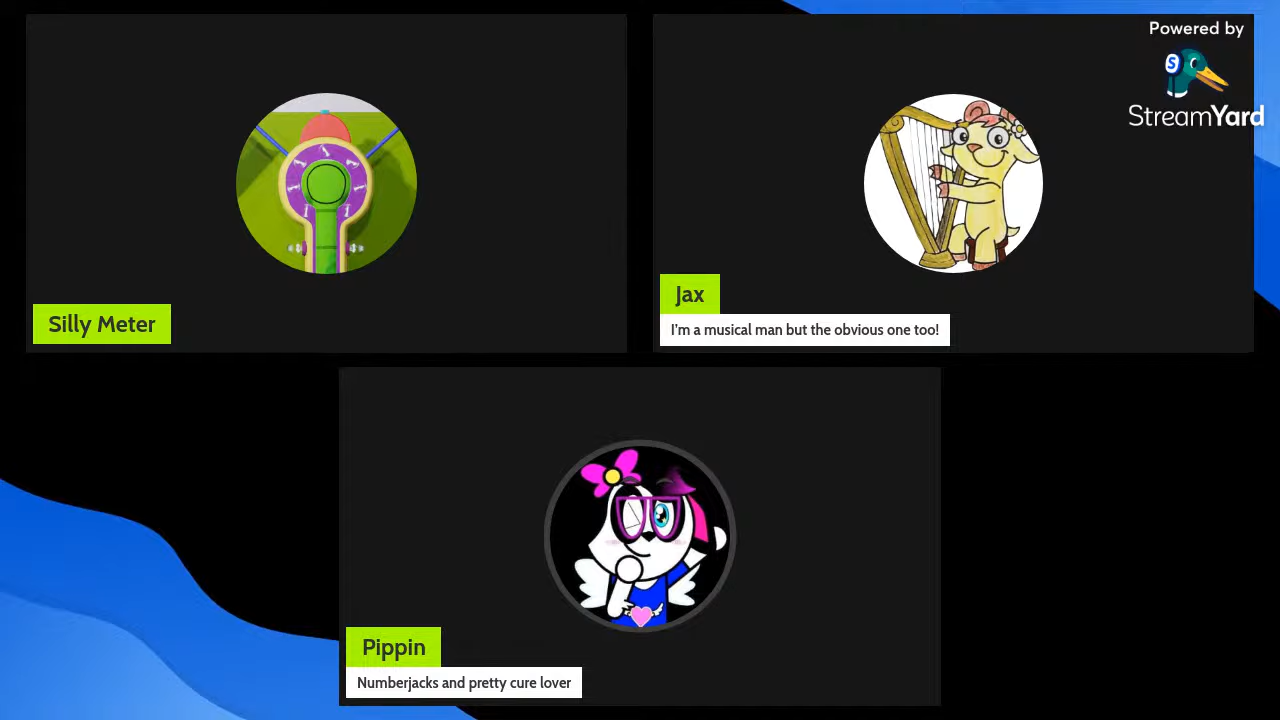 Powered by
S
StreamYard
Silly Meter
Jax
I'm a musical man but the obvious one too!
Pippin
Numberjacks and pretty cure lover